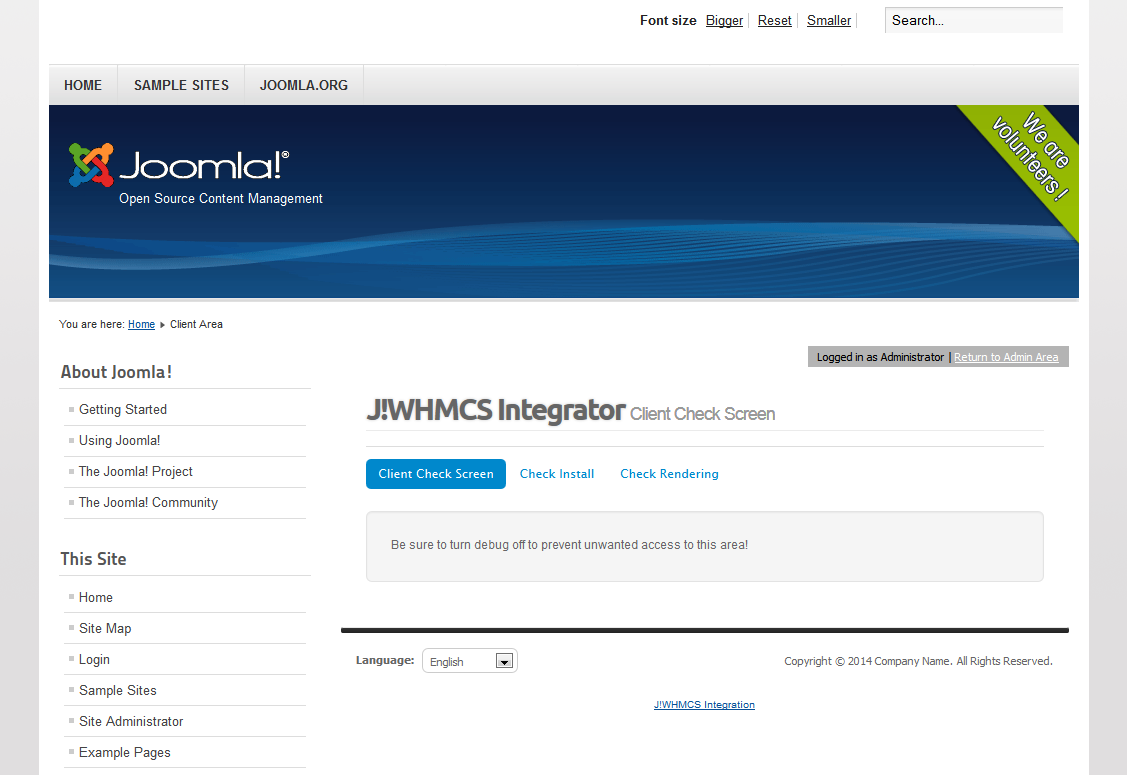 Font size Bigger Reset Smaller Search...
HOME SAMPLE SITES JOOMLA.ORG
We are
volunteers!
Joomla!®
Open Source Content Management
You are here: Home Client Area
Logged in as Administrator | Return to Admin Area
About Joomla!
Getting Started
Using Joomla!
The Joomla! Project
The Joomla! Community
This Site
Home
Site Map
Login
Sample Sites
Site Administrator
Example Pages
J!WHMCS Integrator Client Check Screen
Client Check Screen Check Install Check Rendering
Be sure to turn debug off to prevent unwanted access to this area!
Language: English
Copyright © 2014 Company Name. All Rights Reserved.
J!WHMCS Integration